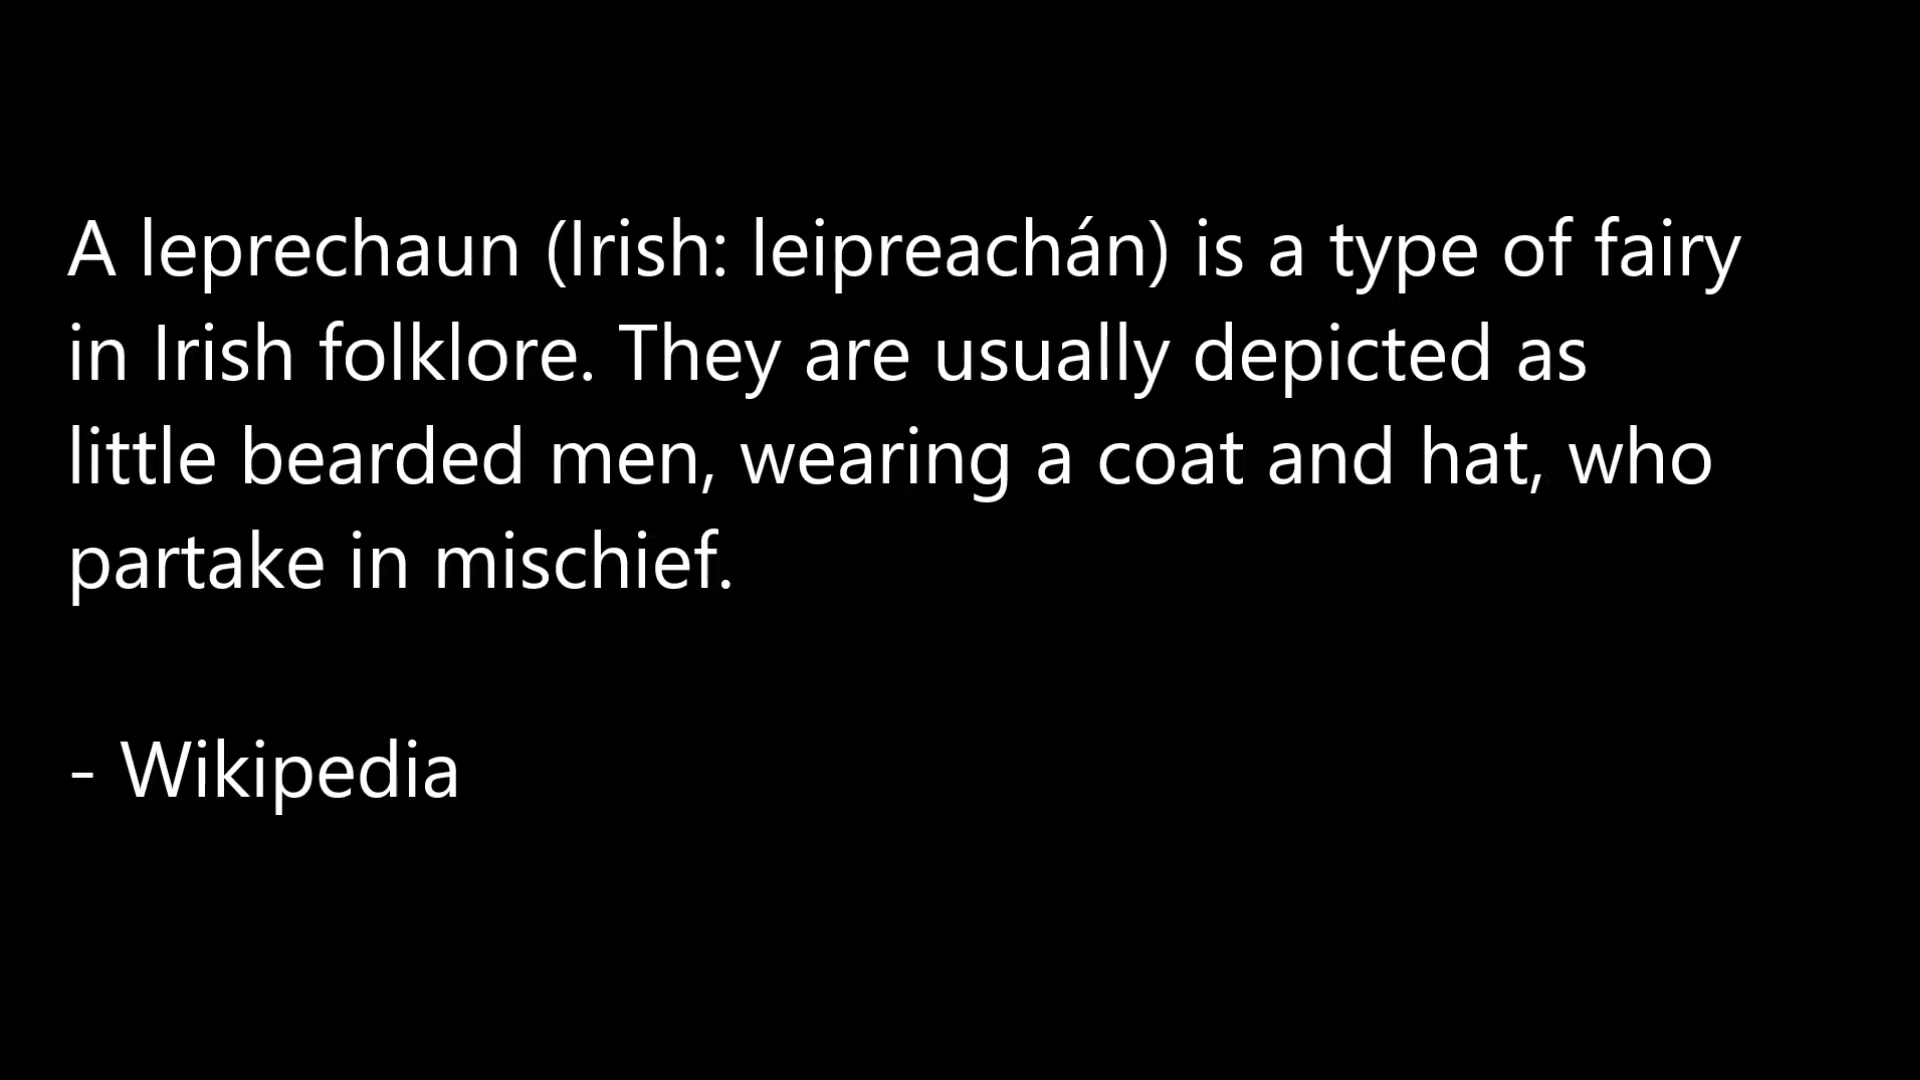 A leprechaun (Irish: leipreachán) is a type of fairy
in Irish folklore. They are usually depicted as
little bearded men, wearing a coat and hat, who
partake in mischief.
- Wikipedia